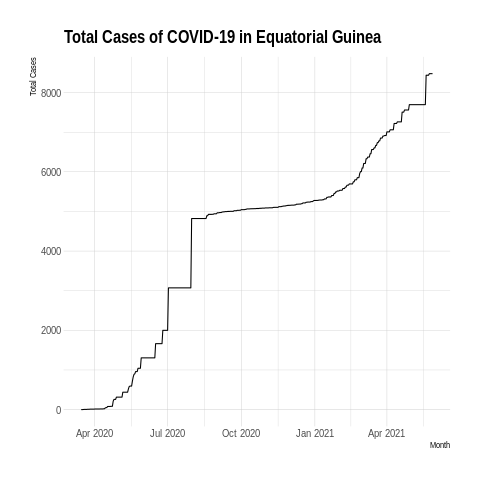 Total Cases of COVID-19 in Equatorial Guinea
Total Cases
8000
6000
4000
2000
0
Apr 2020 Jul 2020 Oct 2020 Jan 2021 Apr 2021
Month